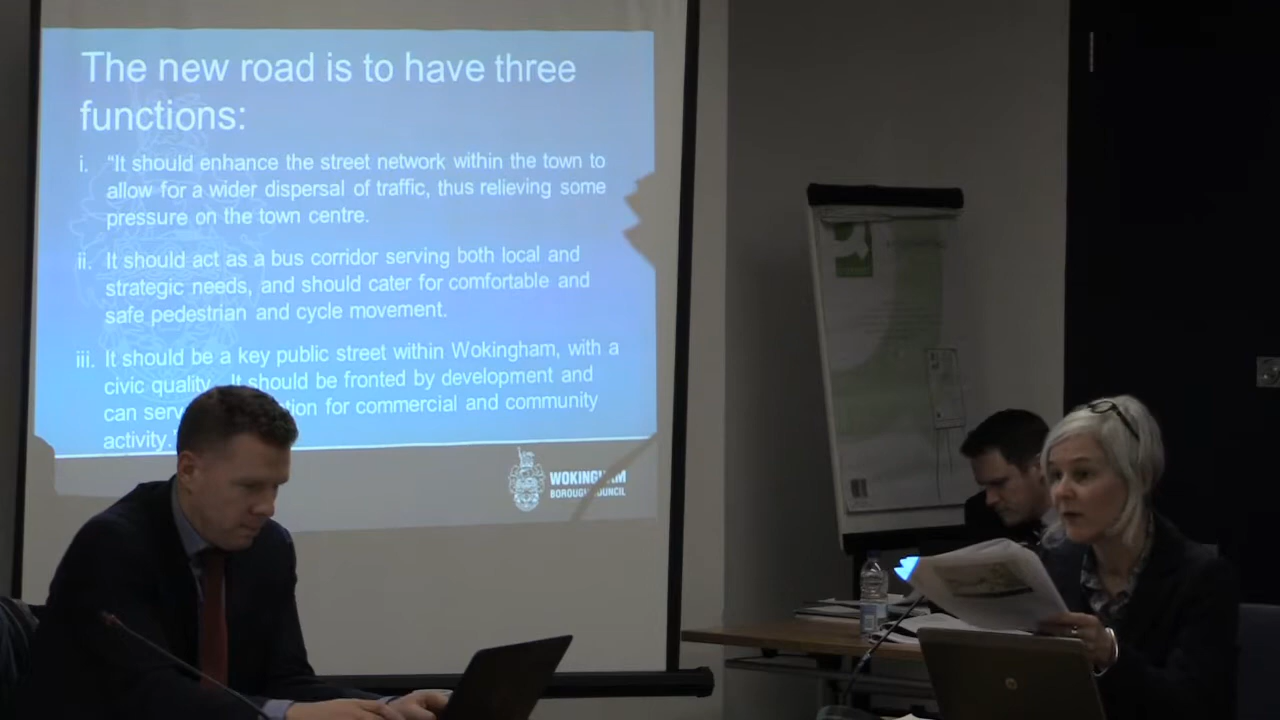 The new road is to have three
functions:
i. "It should enhance the street network within the town to
allow for a wider dispersal of traffic, thus relieving some
pressure on the town centre.
ii. It should act as a bus corridor serving both local and
strategic needs, and should cater for comfortable and
safe pedestrian and cycle movement.
iii. It should be a key public street within Wokingham, with a
civic quality. It should be fronted by development and
can for commercial and community
activity."
WOKINGHAM
BOROUGH COUNCIL
hp